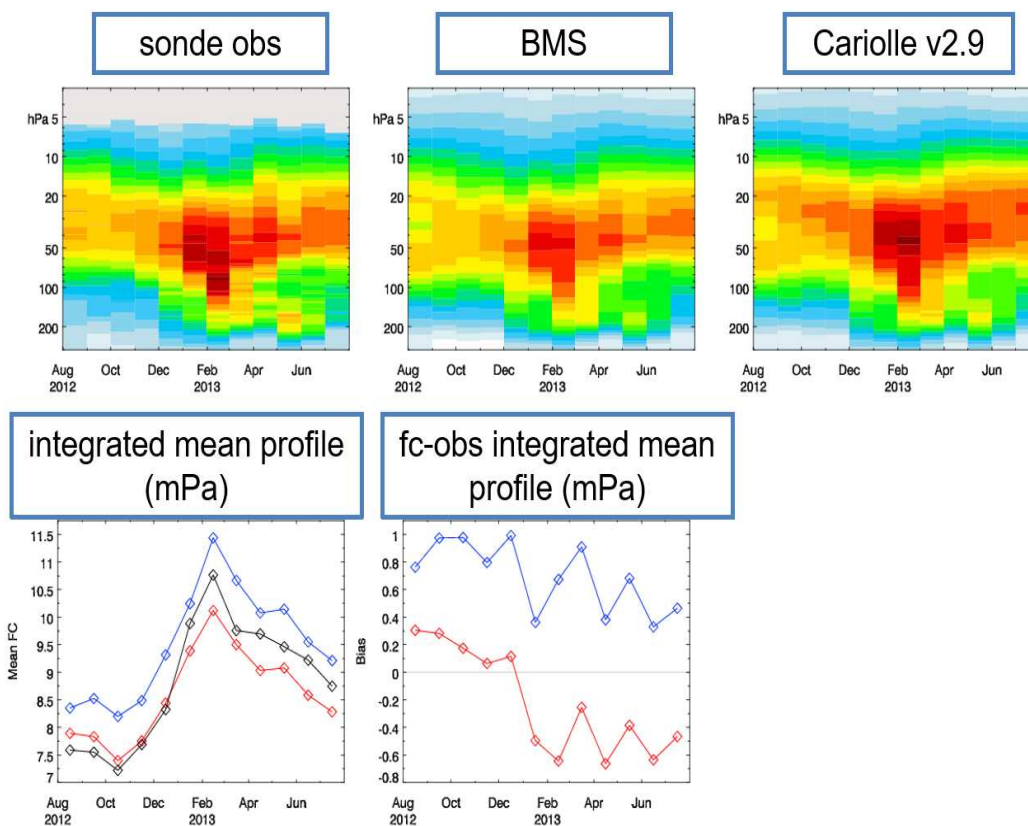 sonde obs
BMS
Cariolle v2.9
hPa 5
10
20
50
100
200
Aug Oct Dec Feb Apr Jun
2012 2013
hPa 5
10
20
50
100
200
Aug Oct Dec Feb Apr Jun
2012 2013
hPa 5
10
20
50
100
200
Aug Oct Dec Feb Apr Jun
2012 2013
integrated mean profile
(mPa)
fc-obs integrated mean
profile (mPa)
Mean FC
11.5
11
10.5
10
9.5
9
8.5
8
7.5
7
Aug Oct Dec Feb Apr Jun
2012 2013
Bias
1
0.8
0.6
0.4
0.2
0
-0.2
-0.4
-0.6
-0.8
Aug Oct Dec Feb Apr Jun
2012 2013